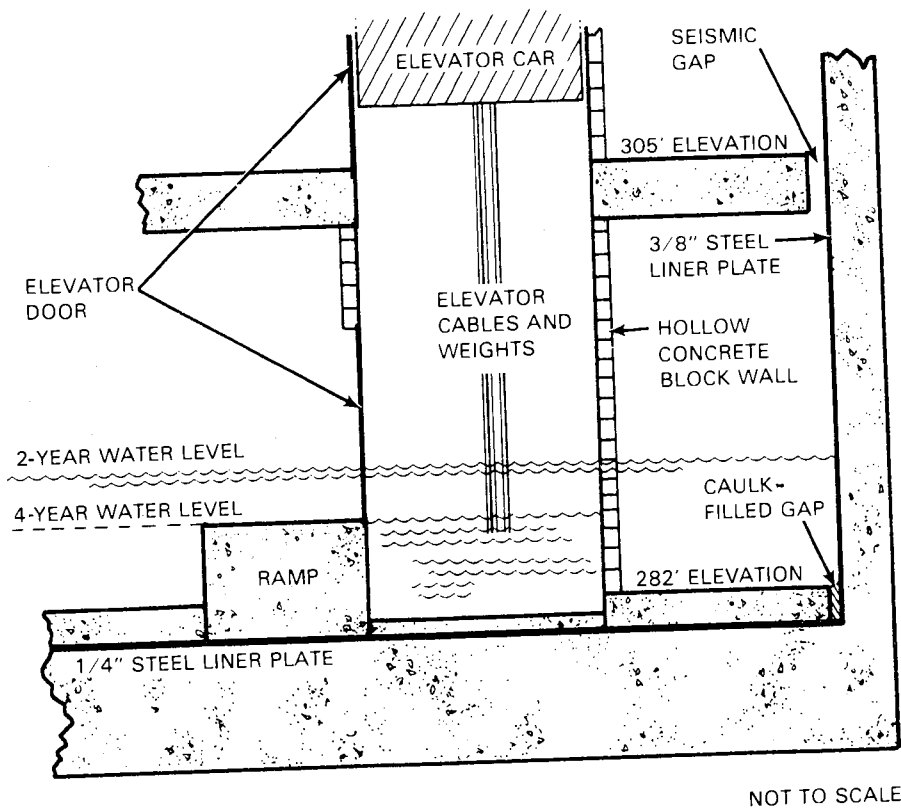 ELEVATOR CAR
SEISMIC
GAP
305' ELEVATION
3/8" STEEL
LINER PLATE
ELEVATOR
DOOR
ELEVATOR
CABLES AND
WEIGHTS
HOLLOW
CONCRETE
BLOCK WALL
2-YEAR WATER LEVEL
CAULK-
FILLED GAP
4-YEAR WATER LEVEL
RAMP
282' ELEVATION
1/4" STEEL LINER PLATE
NOT TO SCALE